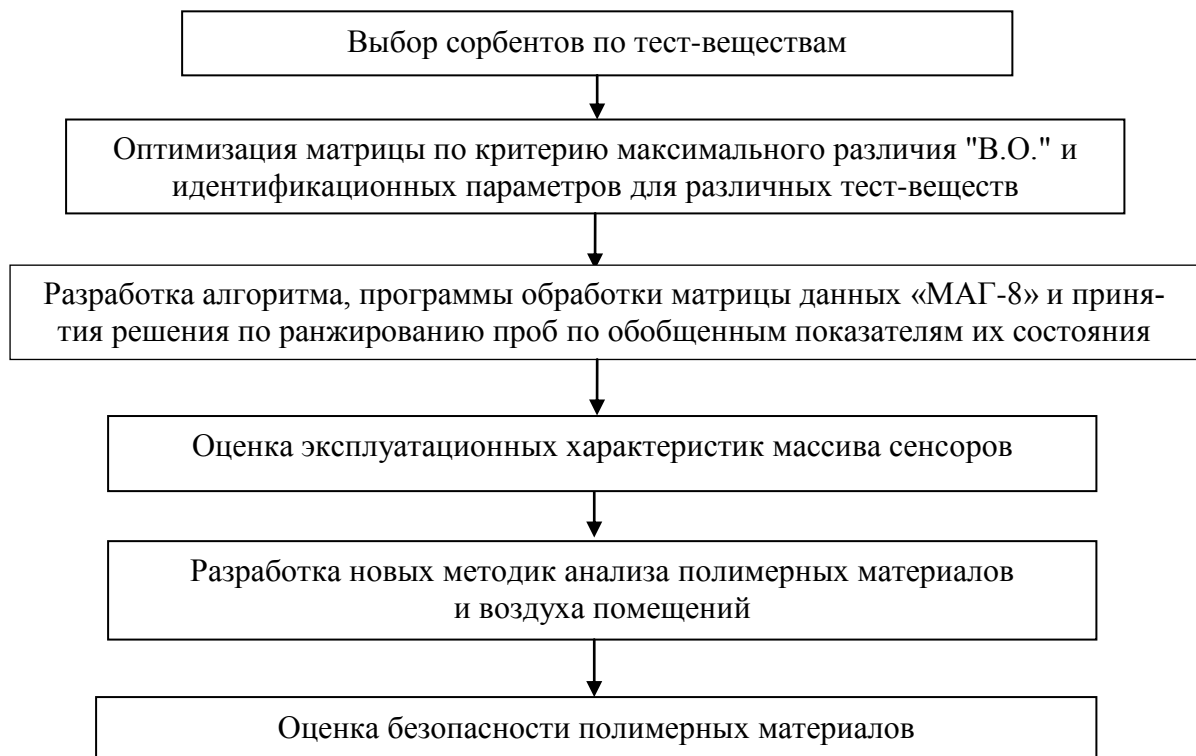 Выбор сорбентов по тест-веществам
Оптимизация матрицы по критерию максимального различия "В.О." и
идентификационных параметров для различных тест-веществ
Разработка алгоритма, программы обработки матрицы данных «МАГ-8» и приня-
тия решения по ранжированию проб по обобщенным показателям их состояния
Оценка эксплуатационных характеристик массива сенсоров
Разработка новых методик анализа полимерных материалов
и воздуха помещений
Оценка безопасности полимерных материалов